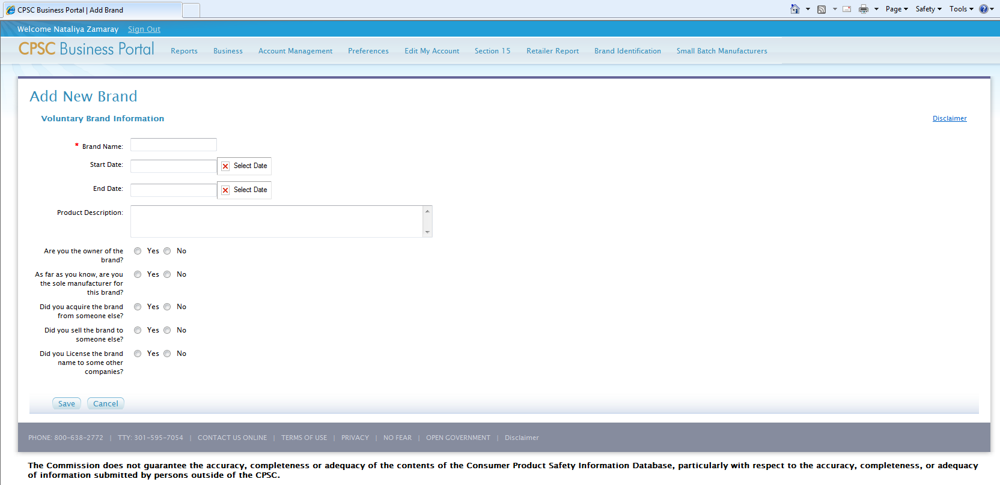 CPSC Business Portal | Add Brand
Page Safety Tools
Welcome Nataliya Zamaray Sign Out
CPSC Business Portal Reports Business Account Management Preferences Edit My Account Section 15 Retailer Report Brand Identification Small Batch Manufacturers
Add New Brand
Voluntary Brand Information Disclaimer
* Brand Name:
Start Date: Select Date
End Date: Select Date
Product Description:
Are you the owner of the Yes No
brand?
As far as you know, are you Yes No
the sole manufacturer for
this brand?
Did you acquire the brand Yes No
from someone else?
Did you sell the brand to Yes No
someone else?
Did you License the brand Yes No
name to some other
companies?
Save Cancel
PHONE: 800-638-2772 | TTY: 301-595-7054 | CONTACT US ONLINE | TERMS OF USE | PRIVACY | NO FEAR | OPEN GOVERNMENT | Disclaimer
The Commission does not guarantee the accuracy, completeness or adequacy of the contents of the Consumer Product Safety Information Database, particularly with respect to the accuracy, completeness, or adequacy
of information submitted by persons outside of the CPSC.